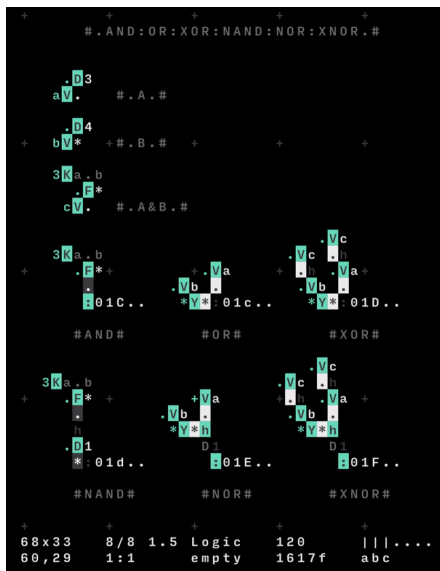 #.AND:OR:XOR:NAND:NOR:XNOR.#
.D3
aV. #.A.#
.D4
bV* #.B.#
3Ka.b
.F*
cV. #.A&B.#
.Vc
3Ka.b .Vc.h
.F* .Va .h.Va
. .Vb. .Vb.
:01C.. *Y*:01c.. *Y*:01D..
#AND# #OR# #XOR#
.Vc
3Ka.b .Vc.h
.F* +Va .h.Va
. .Vb. .Vb.
h *Y*h *Y*h
.D1 D1 D1
*:01d.. :01E.. :01F..
#NAND# #NOR# #XNOR#
68x33 8/8 1.5 Logic 120 |||....
60,29 1:1 empty 1617f abc